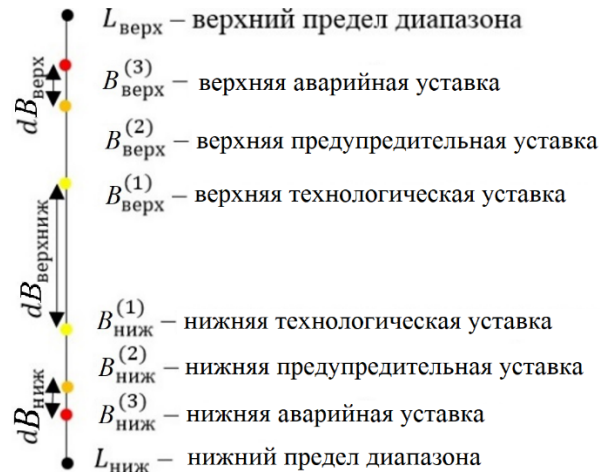 L_верх – верхний предел диапазона
B_верх^(3) – верхняя аварийная уставка
dB_верх
B_верх^(2) – верхняя предупредительная уставка
B_верх^(1) – верхняя технологическая уставка
dB_верхниж
B_ниж^(1) – нижняя технологическая уставка
B_ниж^(2) – нижняя предупредительная уставка
dB_ниж
B_ниж^(3) – нижняя аварийная уставка
L_ниж – нижний предел диапазона